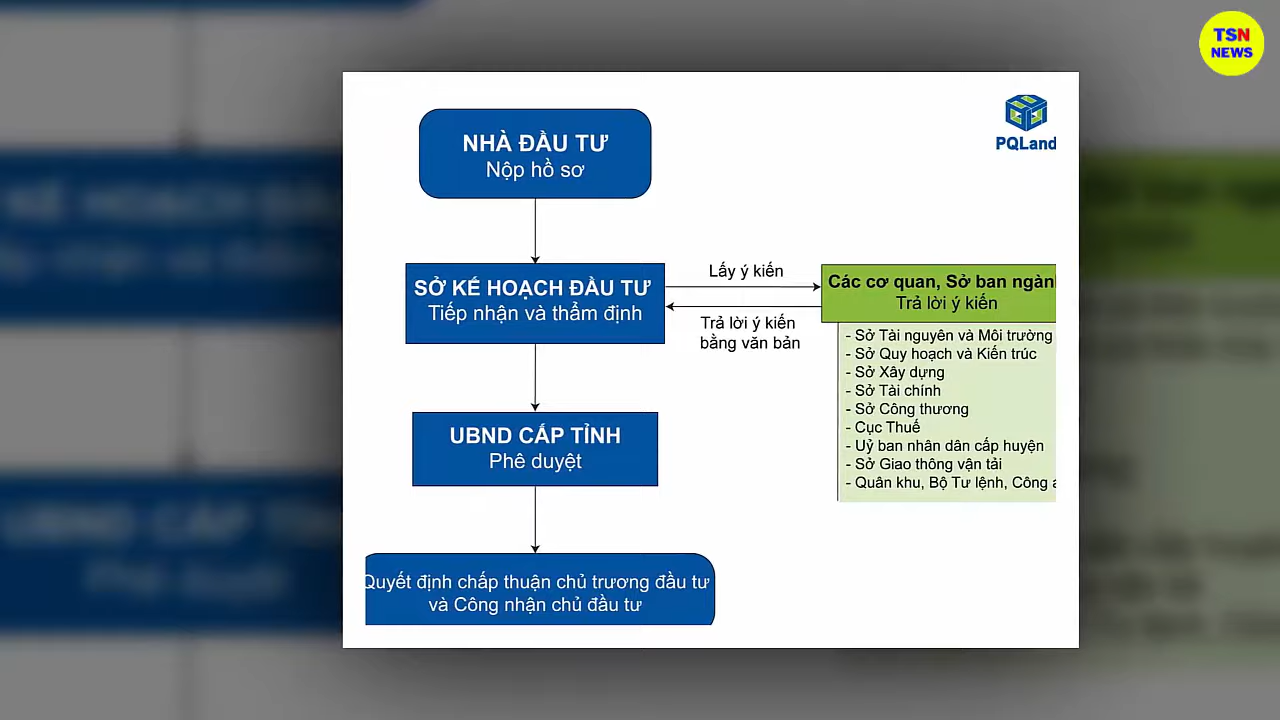 TSN
NEWS
PQLand
NHÀ ĐẦU TƯ
Nộp hồ sơ
SỞ KẾ HOẠCH ĐẦU TƯ
Tiếp nhận và thẩm định
Lấy ý kiến
Trả lời ý kiến
bằng văn bản
Các cơ quan, Sở ban ngành
Trả lời ý kiến
- Sở Tài nguyên và Môi trường
- Sở Quy hoạch và Kiến trúc
- Sở Xây dựng
- Sở Tài chính
- Sở Công thương
- Cục Thuế
- Uỷ ban nhân dân cấp huyện
- Sở Giao thông vận tải
- Quân khu, Bộ Tư lệnh, Công
UBND CẤP TỈNH
Phê duyệt
Quyết định chấp thuận chủ trương đầu tư
và Công nhận chủ đầu tư